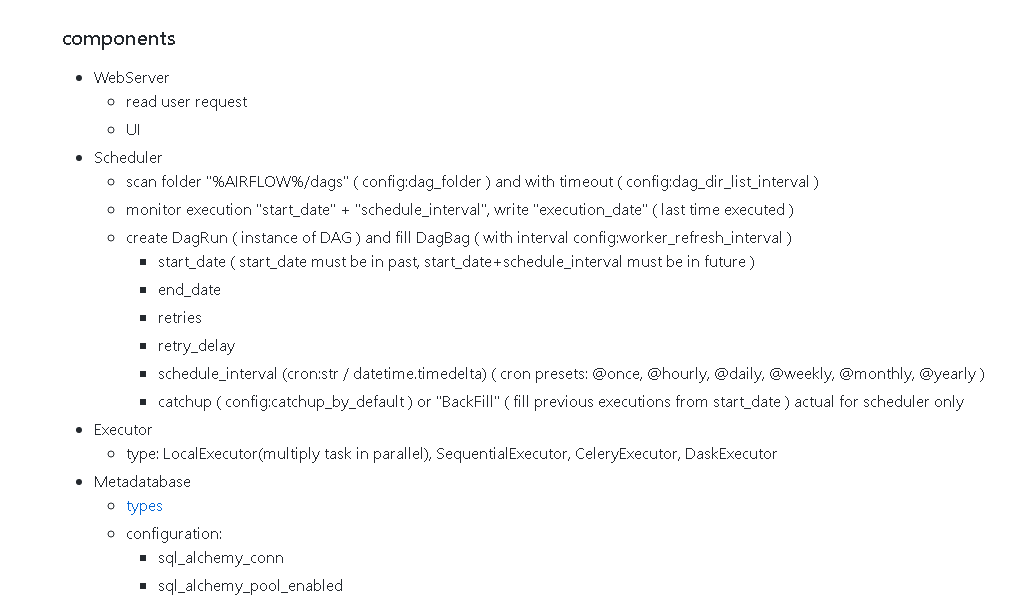 components
WebServer
read user request
UI
Scheduler
scan folder "%AIRFLOW%/dags" ( config:dag_folder ) and with timeout ( config:dag_dir_list_interval )
monitor execution "start_date" + "schedule_interval", write "execution_date" ( last time executed )
create DagRun ( instance of DAG ) and fill DagBag ( with interval config:worker_refresh_interval )
start_date ( start_date must be in past, start_date+schedule_interval must be in future )
end_date
retries
retry_delay
schedule_interval (cron:str / datetime.timedelta) ( cron presets: @once, @hourly, @daily, @weekly, @monthly, @yearly )
catchup ( config:catchup_by_default ) or "BackFill" ( fill previous executions from start_date ) actual for scheduler only
Executor
type: LocalExecutor(multiply task in parallel), SequentialExecutor, CeleryExecutor, DaskExecutor
Metadatabase
types
configuration:
sql_alchemy_conn
sql_alchemy_pool_enabled